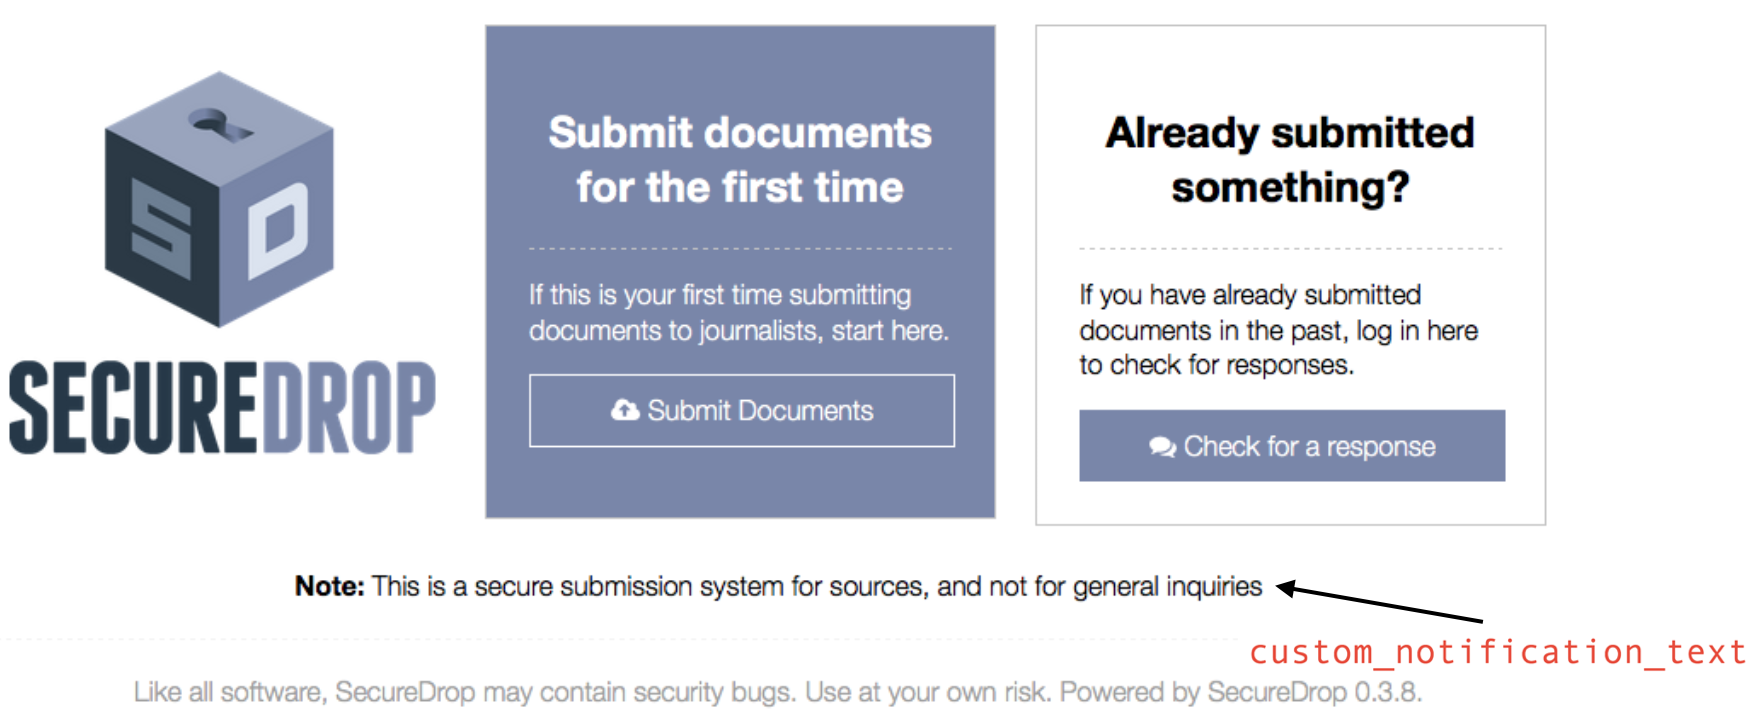 SD
SECUREDROP
Submit documents
for the first time
If this is your first time submitting
documents to journalists, start here.
Submit Documents
Already submitted
something?
If you have already submitted
documents in the past, log in here
to check for responses.
Check for a response
Note: This is a secure submission system for sources, and not for general inquiries
custom_notification_text
Like all software, SecureDrop may contain security bugs. Use at your own risk. Powered by SecureDrop 0.3.8.